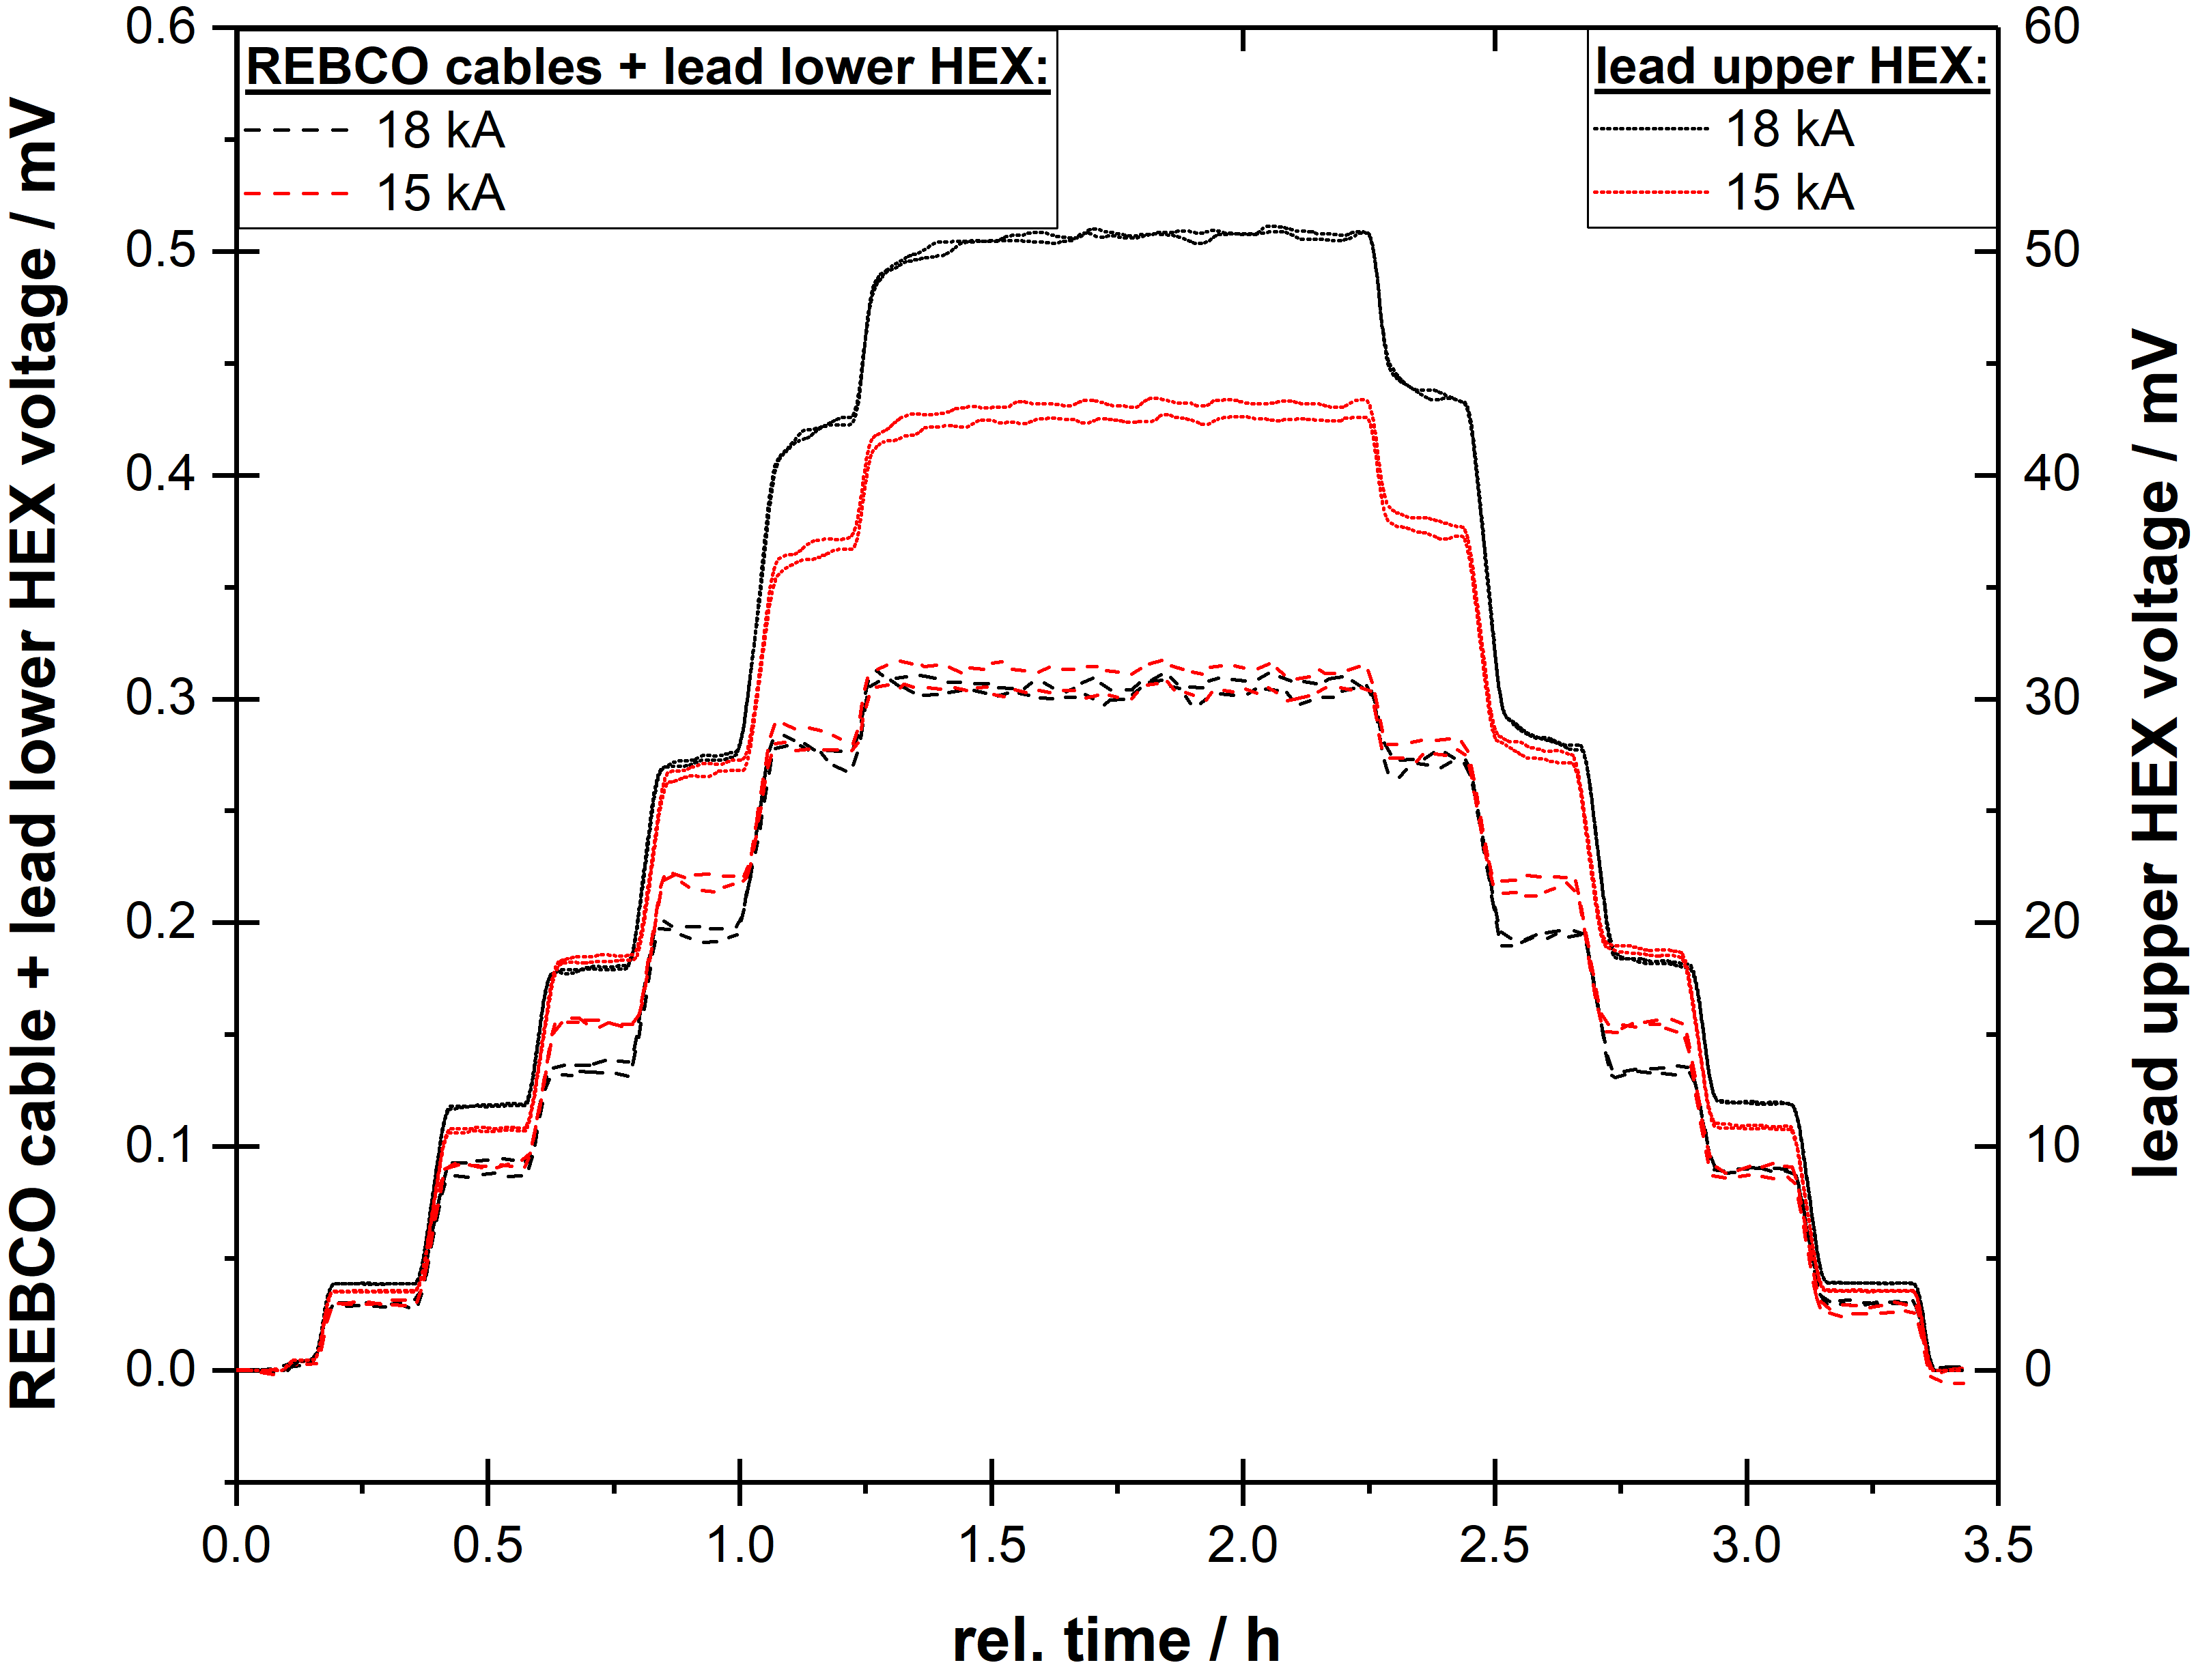 REBCO cable + lead lower HEX voltage / mV
0.6
0.5
0.4
0.3
0.2
0.1
0.0
REBCO cables + lead lower HEX:
18 kA
15 kA
lead upper HEX:
18 kA
15 kA
60
50
40
30
20
10
0
lead upper HEX voltage / mV
0.0 0.5 1.0 1.5 2.0 2.5 3.0 3.5
rel. time / h